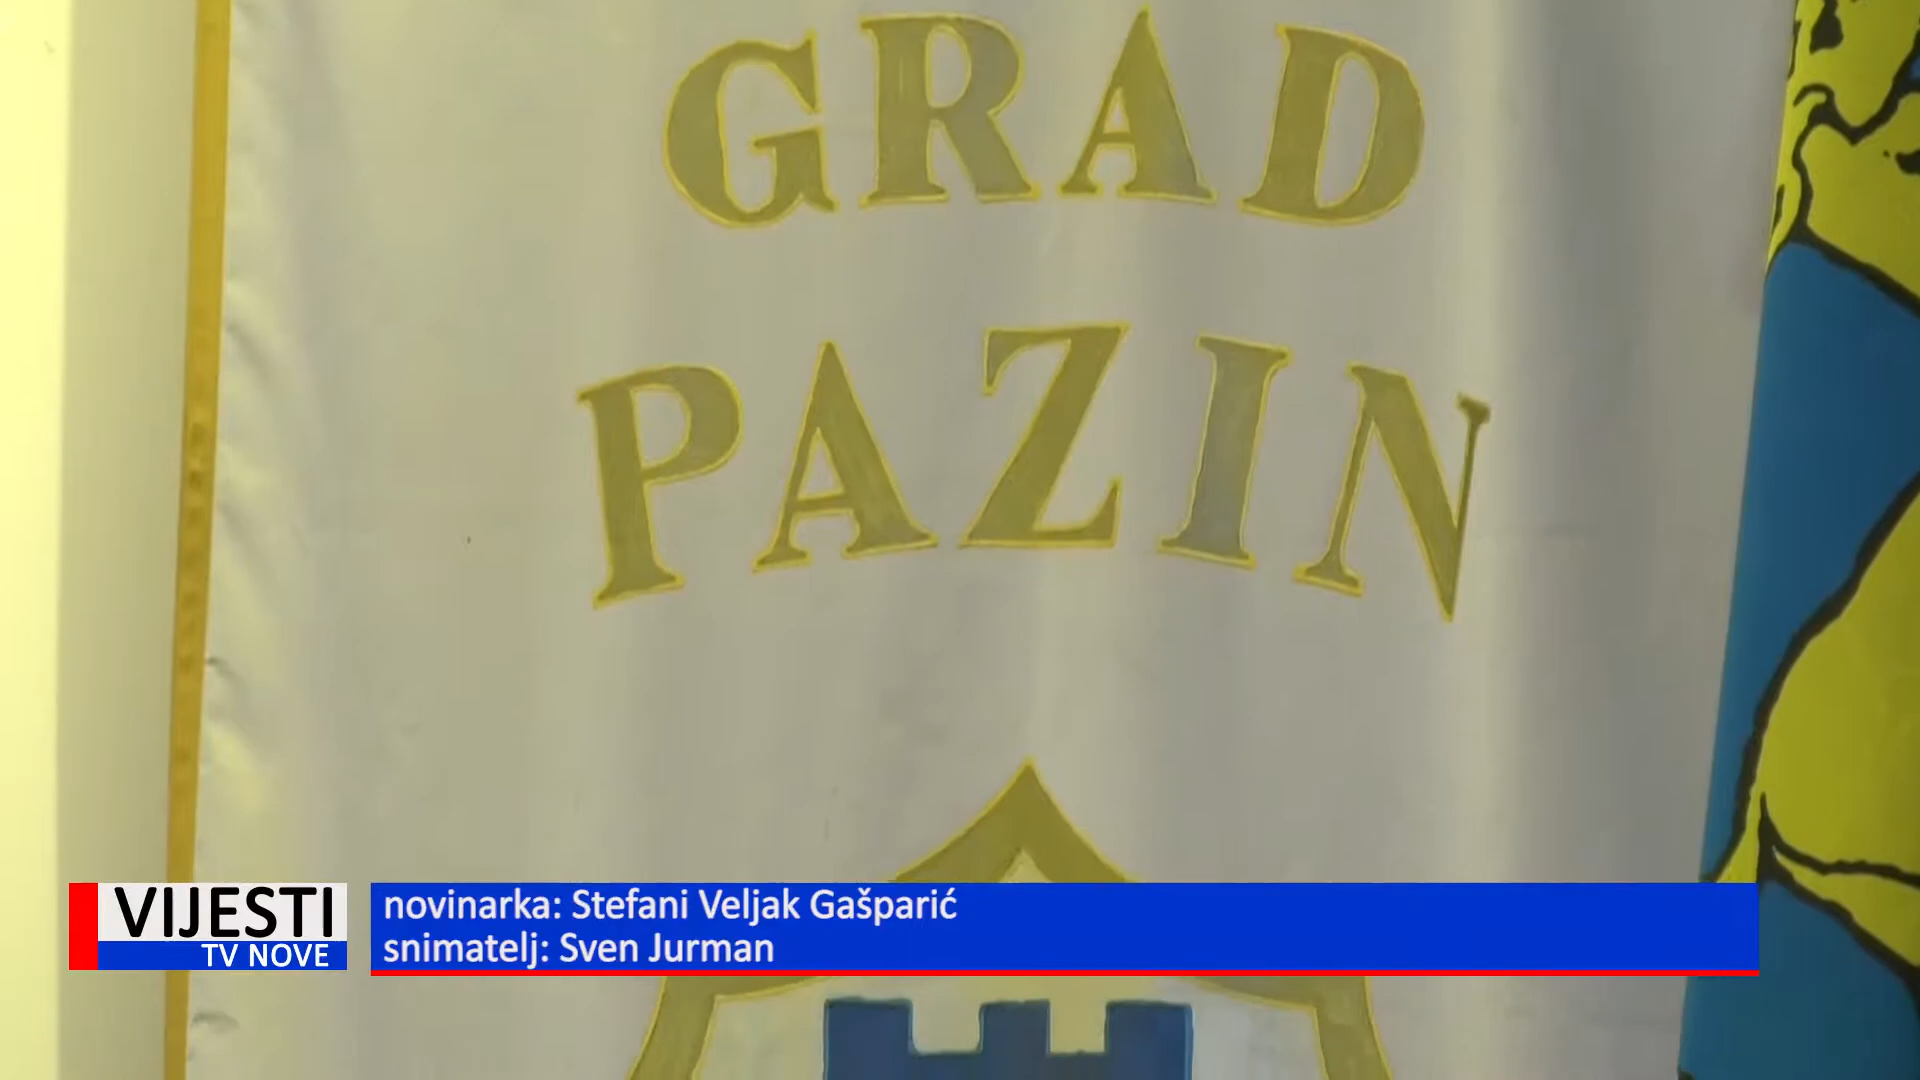 GRAD
PAZIN
VIJESTI
TV NOVE
novinarka: Stefani Veljak Gašparić
snimatelj: Sven Jurman